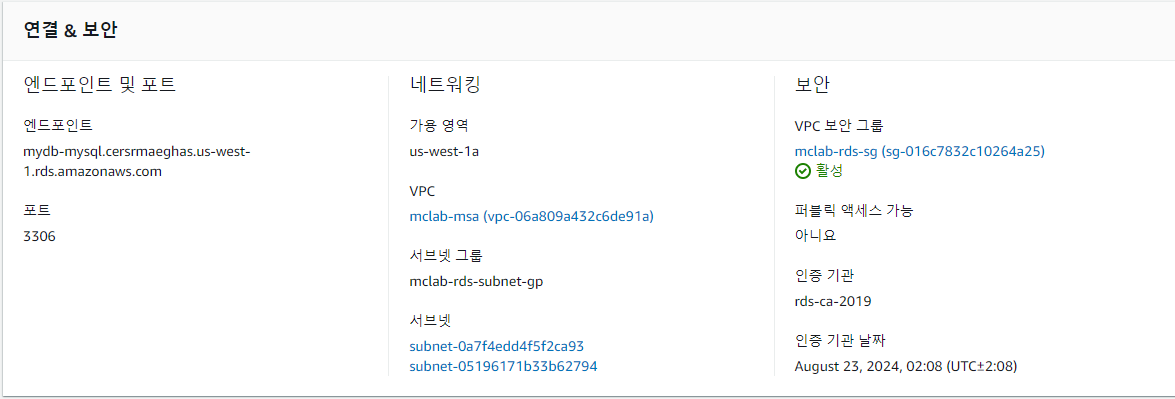 연결 & 보안
엔드포인트 및 포트
엔드포인트
mydb-mysql.cersrmaeghas.us-west-
1.rds.amazonaws.com
포트
3306
네트워킹
가용 영역
us-west-1a
VPC
mclab-msa (vpc-06a809a432c6de91a)
서브넷 그룹
mclab-rds-subnet-gp
서브넷
subnet-0a7f4edd4f5f2ca93
subnet-05196171b33b62794
보안
VPC 보안 그룹
mclab-rds-sg (sg-016c7832c10264a25)
활성
퍼블릭 액세스 가능
아니요
인증 기관
rds-ca-2019
인증 기관 날짜
August 23, 2024, 02:08 (UTC±2:08)